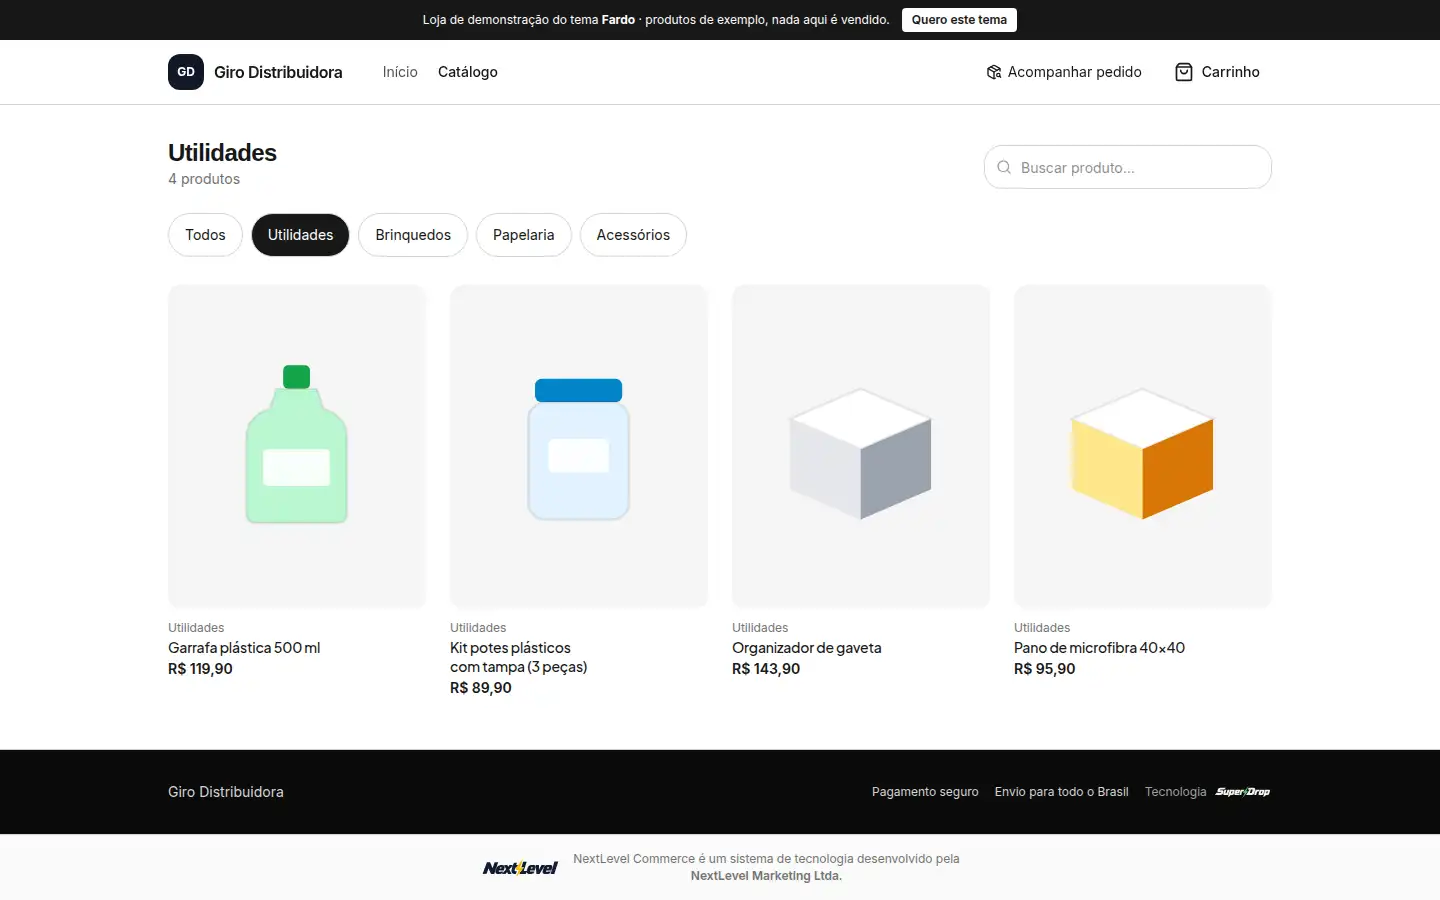 Loja de demonstração do tema Fardo · produtos de exemplo, nada aqui é vendido.
Quero este tema
GD
Giro Distribuidora
Início
Catálogo
Acompanhar pedido
Carrinho
Utilidades
4 produtos
Buscar produto...
Todos
Utilidades
Brinquedos
Papelaria
Acessórios
Utilidades
Garrafa plástica 500 ml
R$ 119,90
Utilidades
Kit potes plásticos
com tampa (3 peças)
R$ 89,90
Utilidades
Organizador de gaveta
R$ 143,90
Utilidades
Pano de microfibra 40×40
R$ 95,90
Giro Distribuidora
Pagamento seguro
Envio para todo o Brasil
Tecnologia
SuperDrop
NextLevel
NextLevel Commerce é um sistema de tecnologia desenvolvido pela
NextLevel Marketing Ltda.